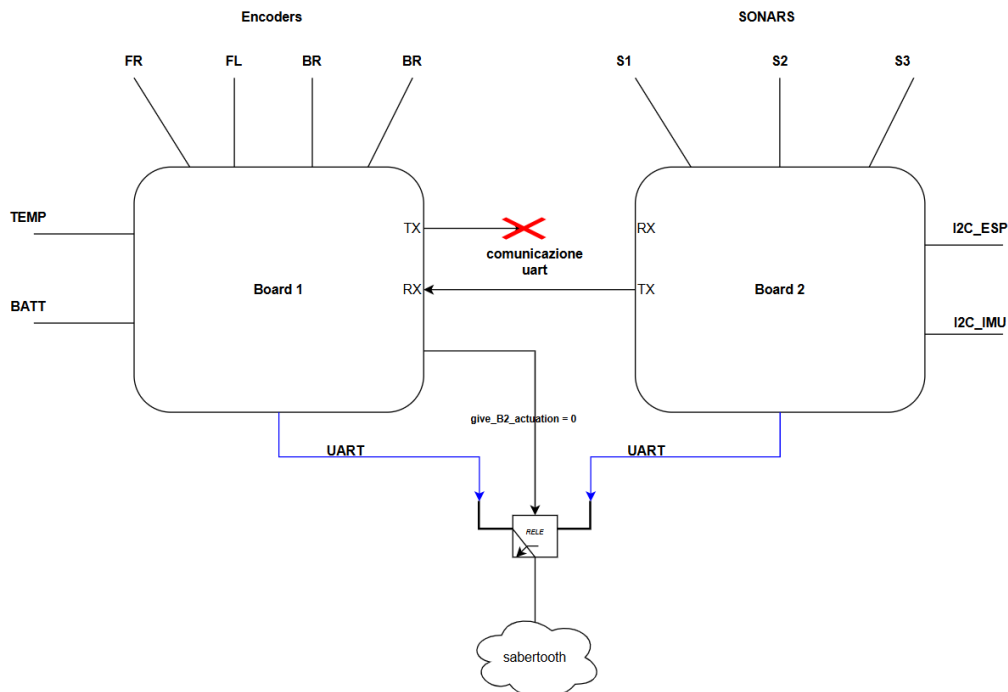 Encoders
SONARS
FR
FL
BR
BR
S1
S2
S3
TEMP
BATT
TX
RX
comunicazione
uart
RX
TX
Board 1
Board 2
I2C_ESP
I2C_IMU
give_B2_actuation = 0
UART
UART
RELE
sabertooth